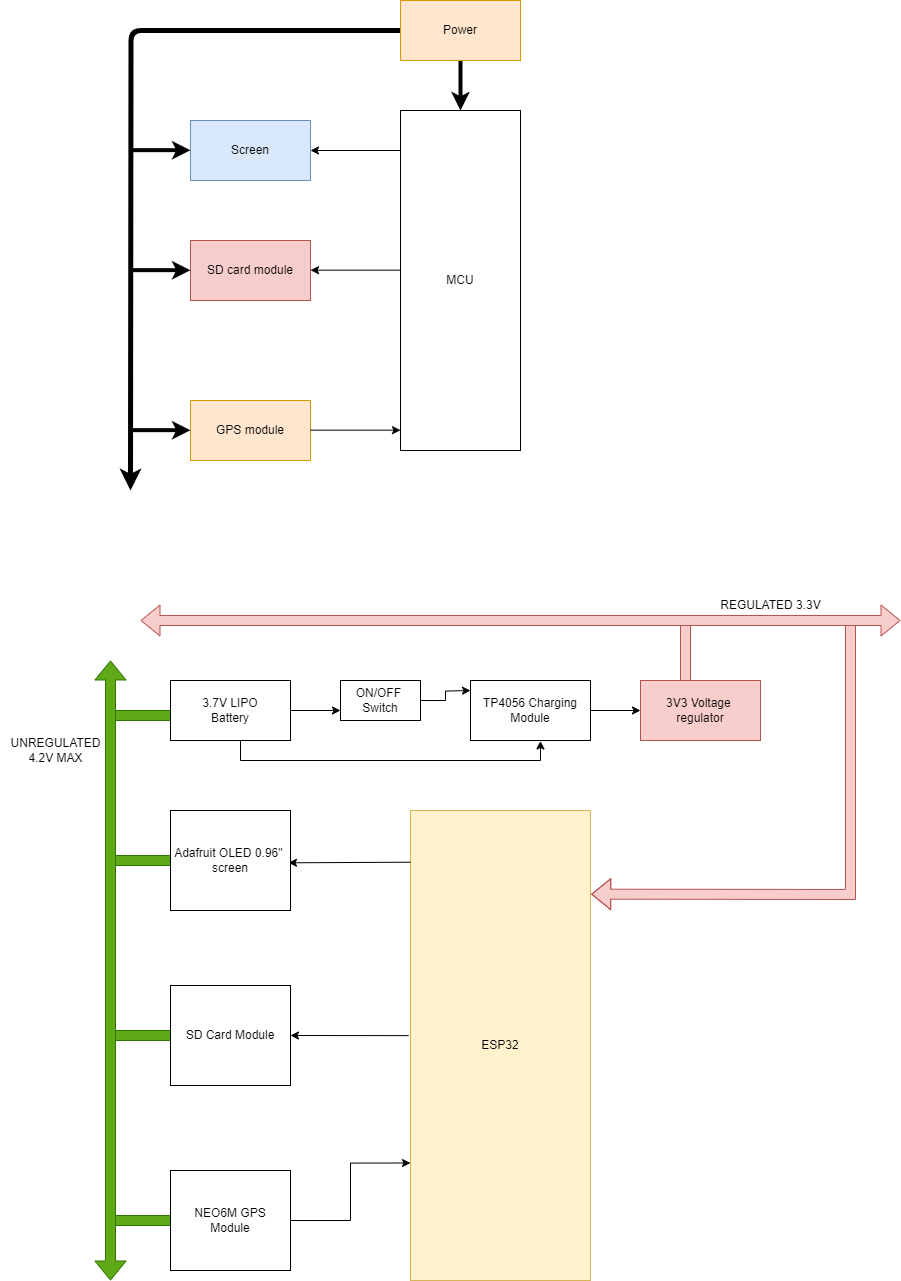 Power
Screen
SD card module
MCU
GPS module
REGULATED 3.3V
3.7V LIPO
Battery
ON/OFF
Switch
TP4056 Charging
Module
3V3 Voltage
regulator
UNREGULATED
4.2V MAX
Adafruit OLED 0.96"
screen
SD Card Module
ESP32
NEO6M GPS
Module